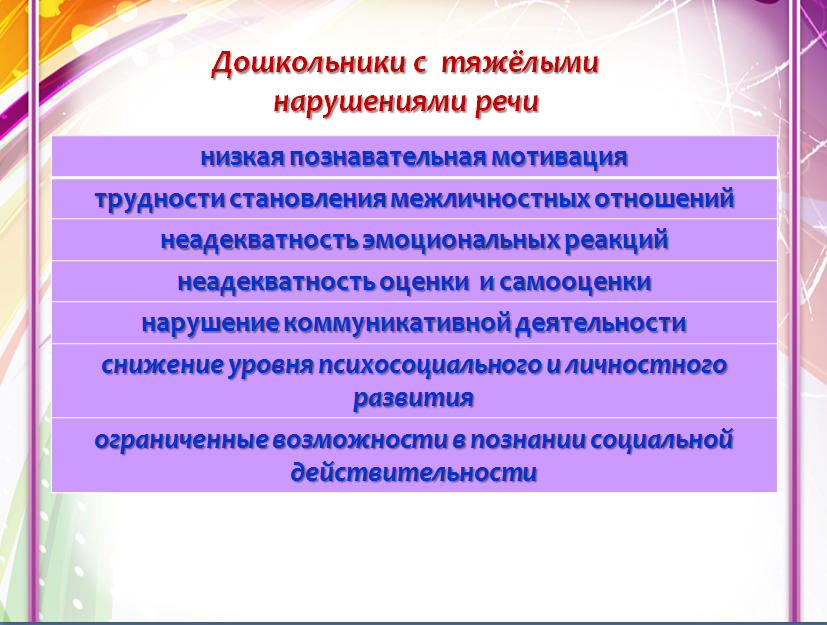 Дошкольники с тяжёлыми
нарушениями речи
низкая познавательная мотивация
трудности становления межличностных отношений
неадекватность эмоциональных реакций
неадекватность оценки и самооценки
нарушение коммуникативной деятельности
снижение уровня психосоциального и личностного
развития
ограниченные возможности в познании социальной
действительности